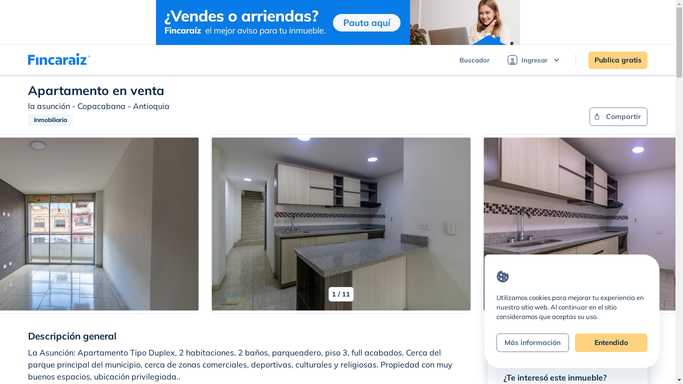 ¿Vendes o arriendas?
Fincaraíz el mejor aviso para tu inmueble.
Pauta aquí
Fincaraíz
Buscador
Ingresar
Publica gratis
Apartamento en venta
la asunción - Copacabana - Antioquia
Inmobiliaria
Compartir
1 / 11
Utilizamos cookies para mejorar tu experiencia en
nuestro sitio web. Al continuar en el sitio
consideramos que aceptas su uso.
Más información
Entendido
Descripción general
La Asunción: Apartamento Tipo Duplex, 2 habitaciones. 2 baños, parqueadero, piso 3, full acabados. Cerca del
parque principal del municipio, cerca de zonas comerciales, deportivas, culturales y religiosas. Propiedad con muy
buenos espacios, ubicación privilegiada..
¿Te interesó este inmueble?